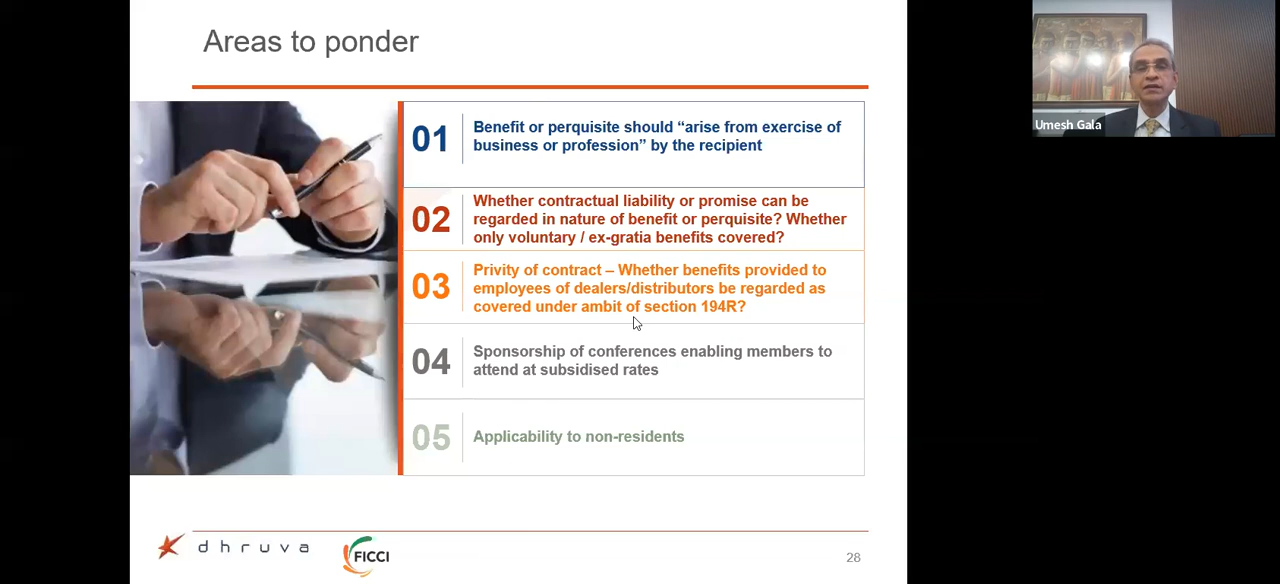 Areas to ponder
Umesh Gala
01
Benefit or perquisite should “arise from exercise of
business or profession” by the recipient
02
Whether contractual liability or promise can be
regarded in nature of benefit or perquisite? Whether
only voluntary / ex-gratia benefits covered?
03
Privity of contract – Whether benefits provided to
employees of dealers/distributors be regarded as
covered under ambit of section 194R?
04
Sponsorship of conferences enabling members to
attend at subsidised rates
05
Applicability to non-residents
dhruva
FICCI
28